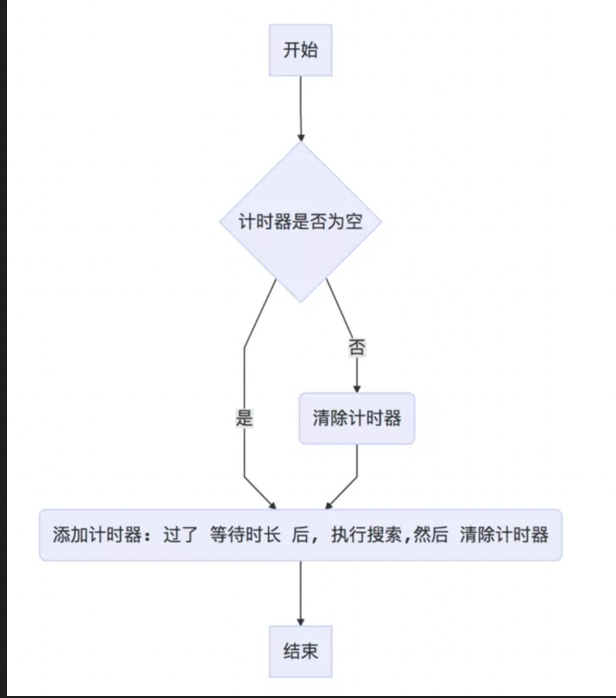 开始
计时器是否为空
否
清除计时器
是
添加计时器: 过了 等待时长 后, 执行搜索,然后 清除计时器
结束